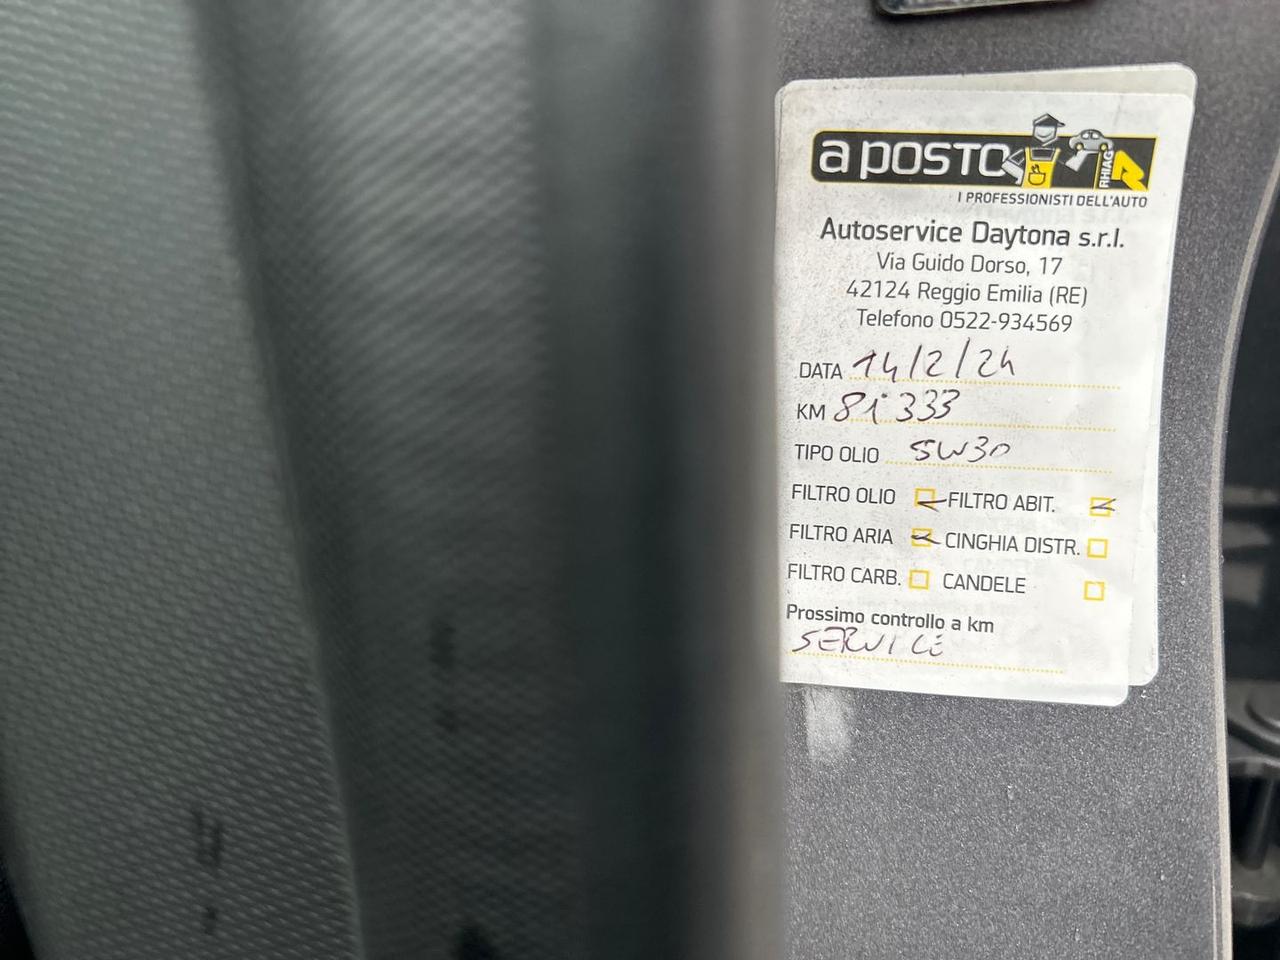 a POSTO
RHIAG
I PROFESSIONISTI DELL'AUTO
Autoservice Daytona s.r.l.
Via Guido Dorso, 17
42124 Reggio Emilia (RE)
Telefono 0522-934569
DATA 14/2/24
KM 81333
TIPO OLIO 5W30
FILTRO OLIO FILTRO ABIT.
FILTRO ARIA CINGHIA DISTR.
FILTRO CARB. CANDELE
Prossimo controllo a km
SERVICE